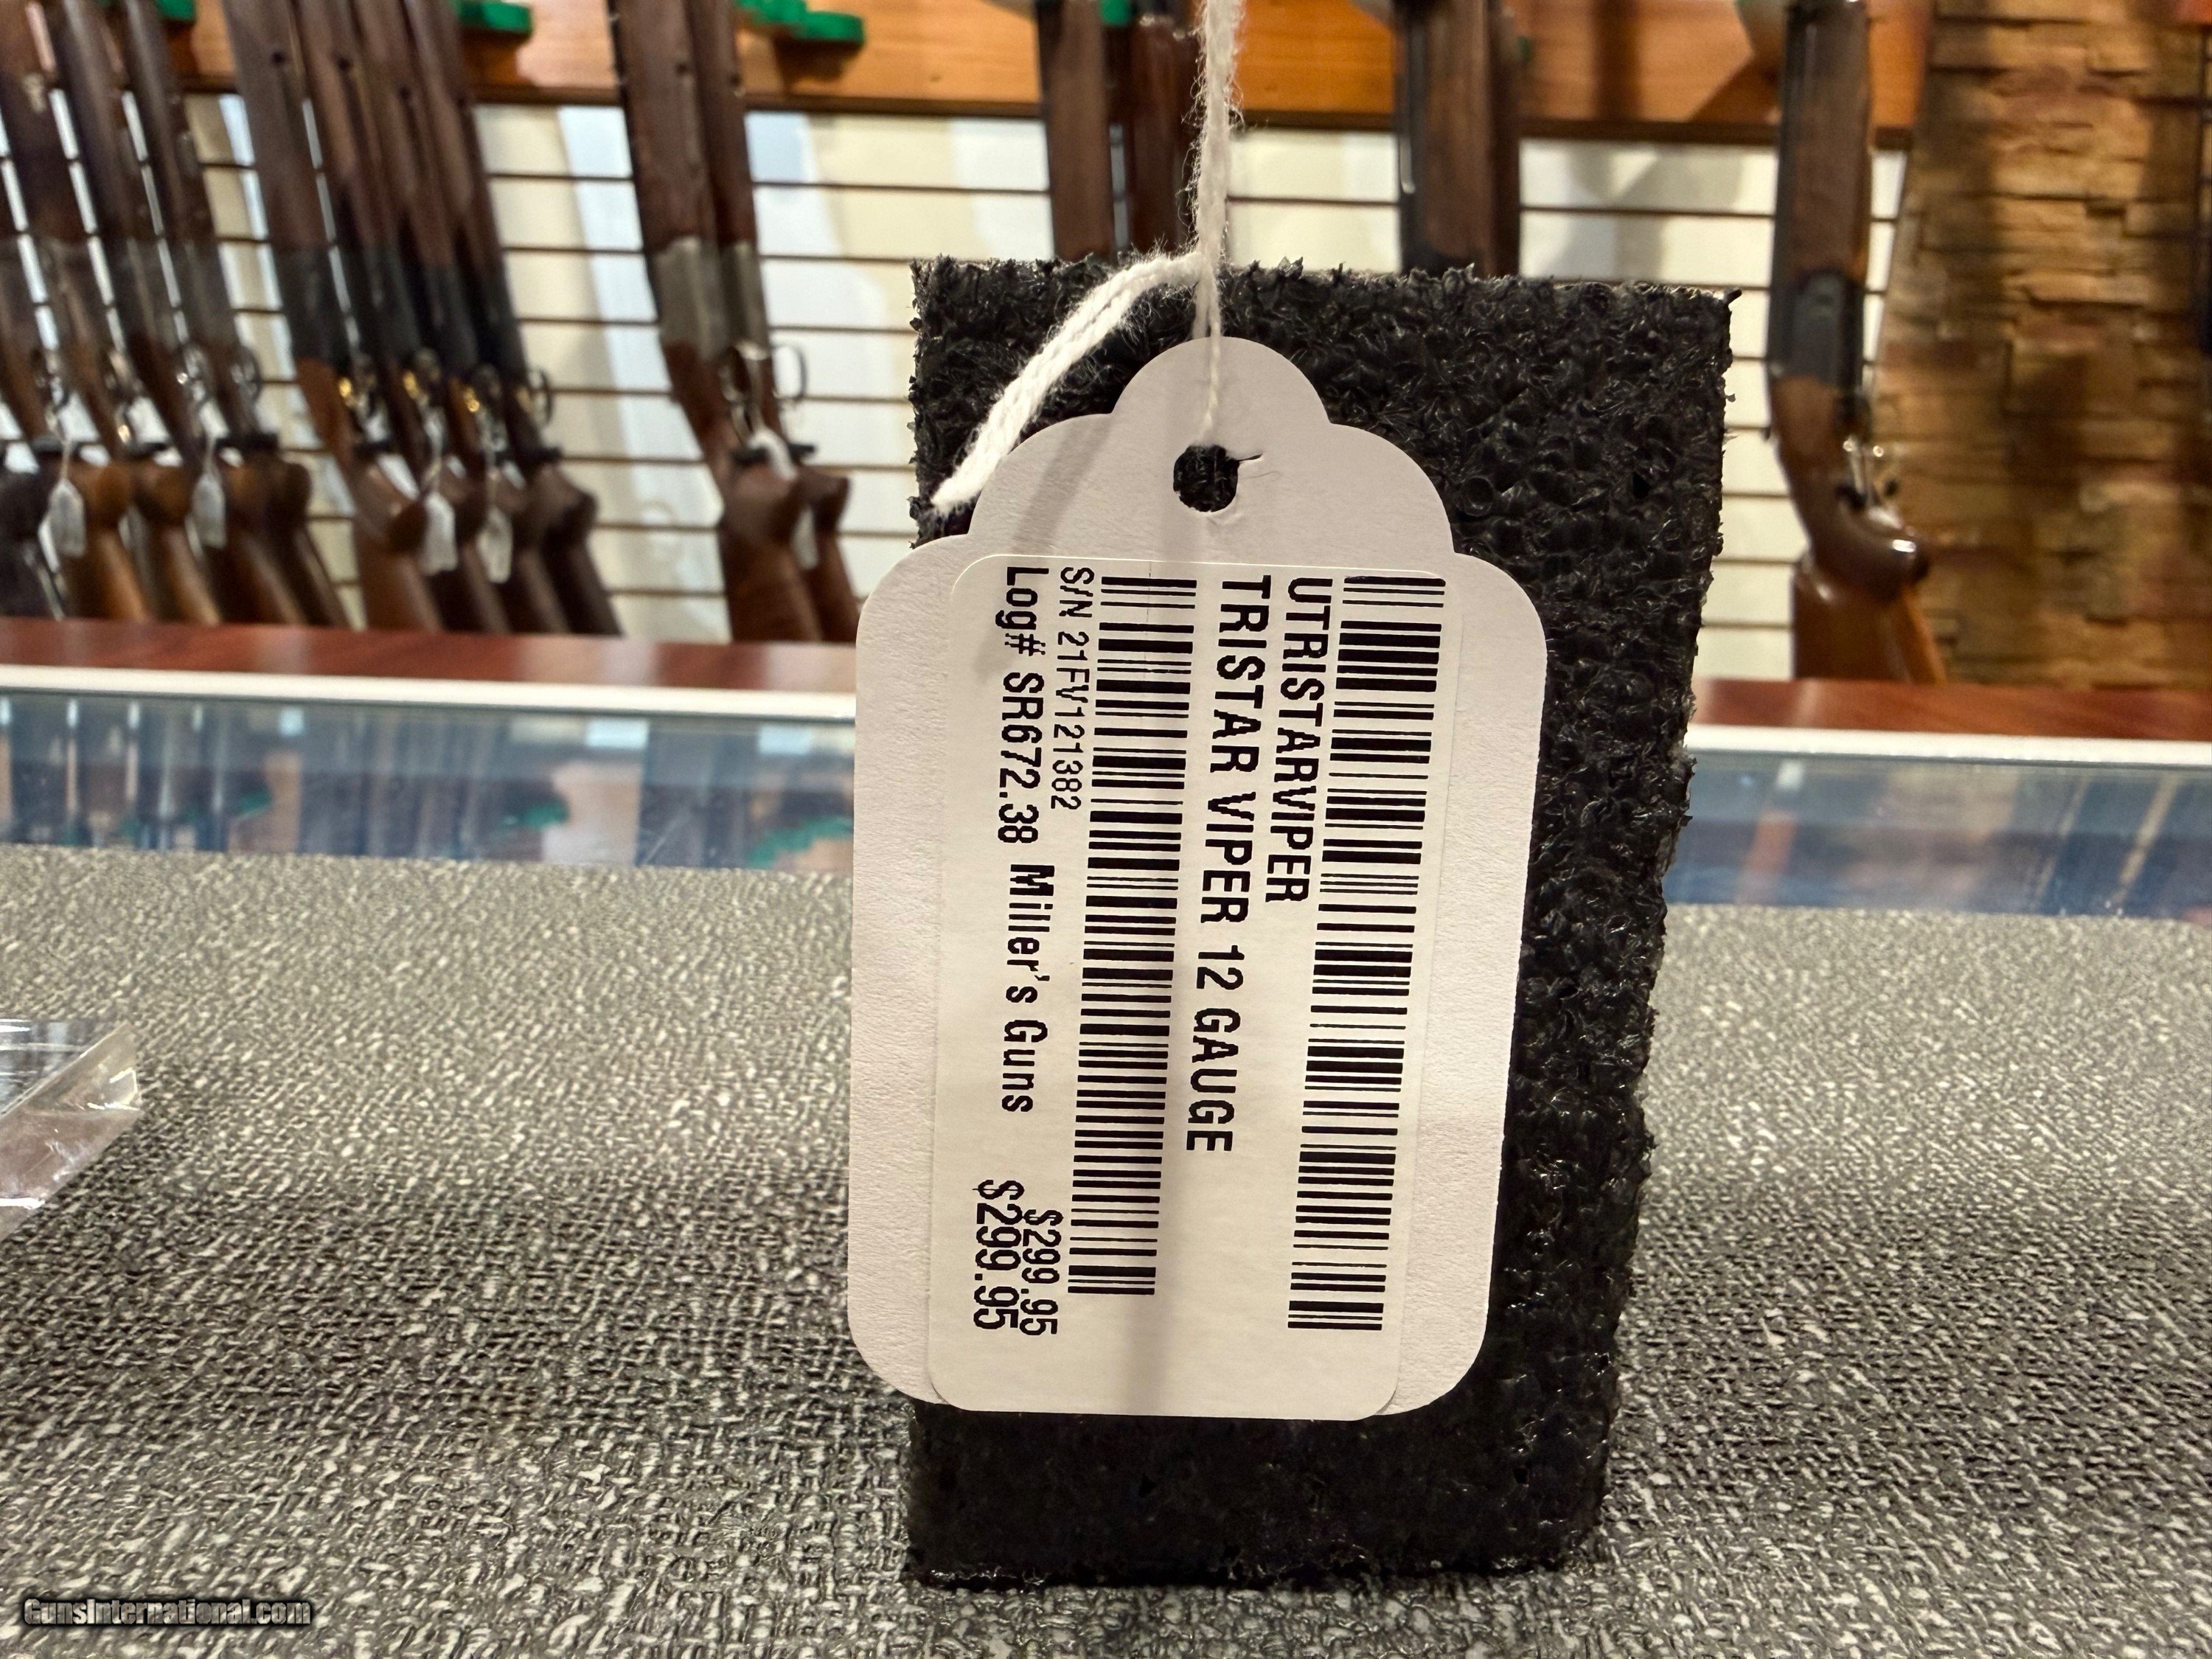 UTRISTARVIPER
TRISTAR VIPER 12 GAUGE
S/N 21FV121382
$299.95
Log# SR672.38 Miller's Guns
$299.95
GunsInternational.com